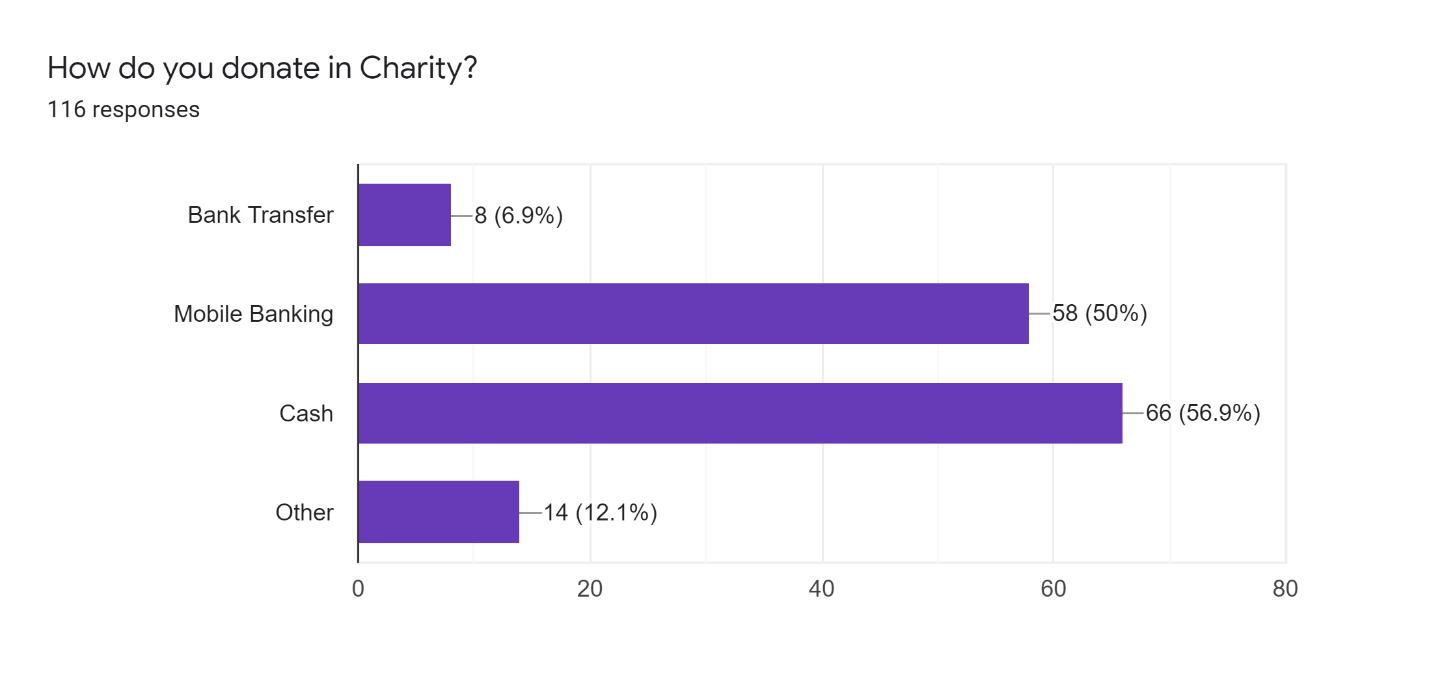 How do you donate in Charity?
116 responses
Bank Transfer
8 (6.9%)
Mobile Banking
58 (50%)
Cash
66 (56.9%)
Other
14 (12.1%)
0 20 40 60 80